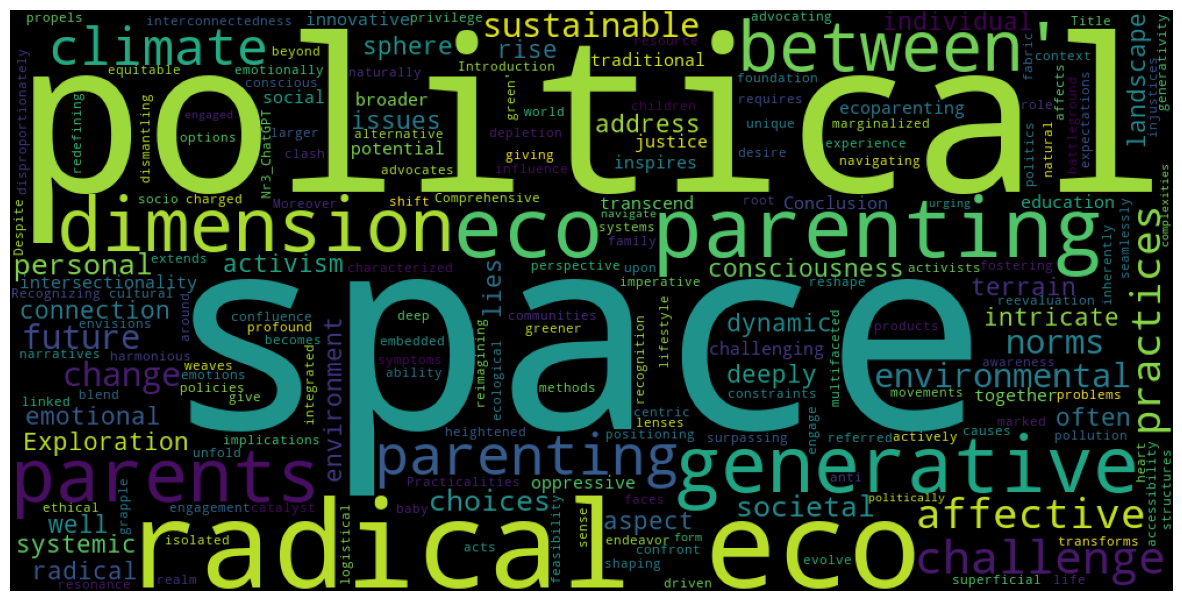 propels interconnectedness innovative privilege sustainable advocating individual Title
climate political sphere rise resource between' landscape
beyond traditional fabric context
equitable emotionally naturally Introduction green' foundation generativity
conscious social broader world children requires ecoparenting role affects injustices
redefining dismantling engaged options larger issues alternative depletion address marginalized battleground expectations
disproportionately clash potential giving justice unique experience politics natural
Nr3_ChatGPT advocates influence inspires desire navigating
Despite socio charged Moreover shift Comprehensive transcend root Conclusion education complexities
dimension eco parenting navigate systems family urging
personal extends activism characterized perspective upon consciousness activists fostering practices
intersectionality imperative reshape terrain inherently seamlessly
Recognizing cultural lies space communities products reevaluation
connection envisions around confluence profound deep embedded greener lifestyle dynamic intricate
future becomes environment challenging multifaceted norms
narratives harmonious weaves emotions symptoms reimagining recognition awareness
change policies ability ecological methods deeply environmental
linked blend give integrated centric constraints movements together problems
emotional lenses often
Exploration implications heightened positioning surpassing engage referred actively causes marked pollution
parents unfold parenting generative anti heart accessibility structures
Practicalities oppressive faces
ethical engagement catalyst baby choices societal politically
well grapple radical eco logistical feasibility sense aspect affective
systemic isolated endeavor form confront transforms
radical acts evolve challenge
resonance realm shaping driven superficial life